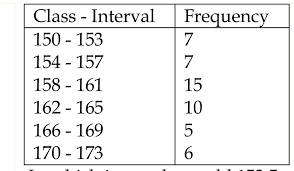 Class - Interval Frequency
150 - 153 7
154 - 157 7
158 - 161 15
162 - 165 10
166 - 169 5
170 - 173 6